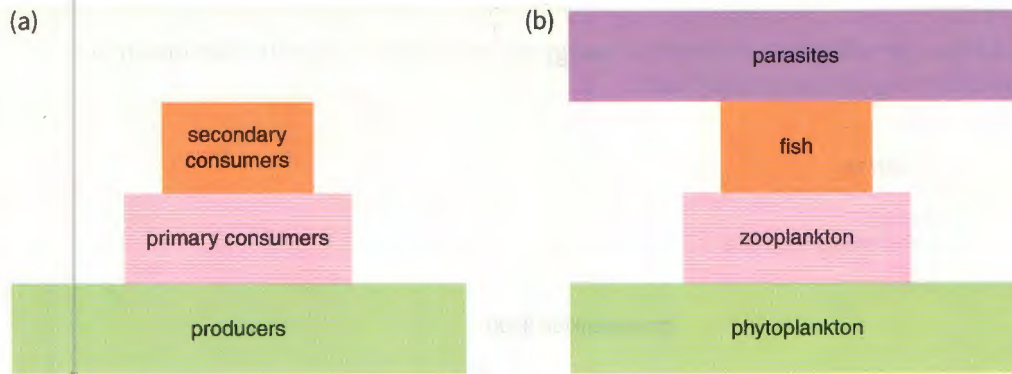 (a)
secondary
consumers
primary consumers
producers
(b)
parasites
fish
zooplankton
phytoplankton